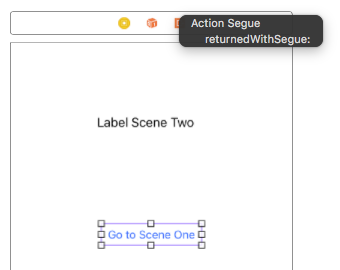 Action Segue
returnedWithSegue:
Label Scene Two
Go to Scene One